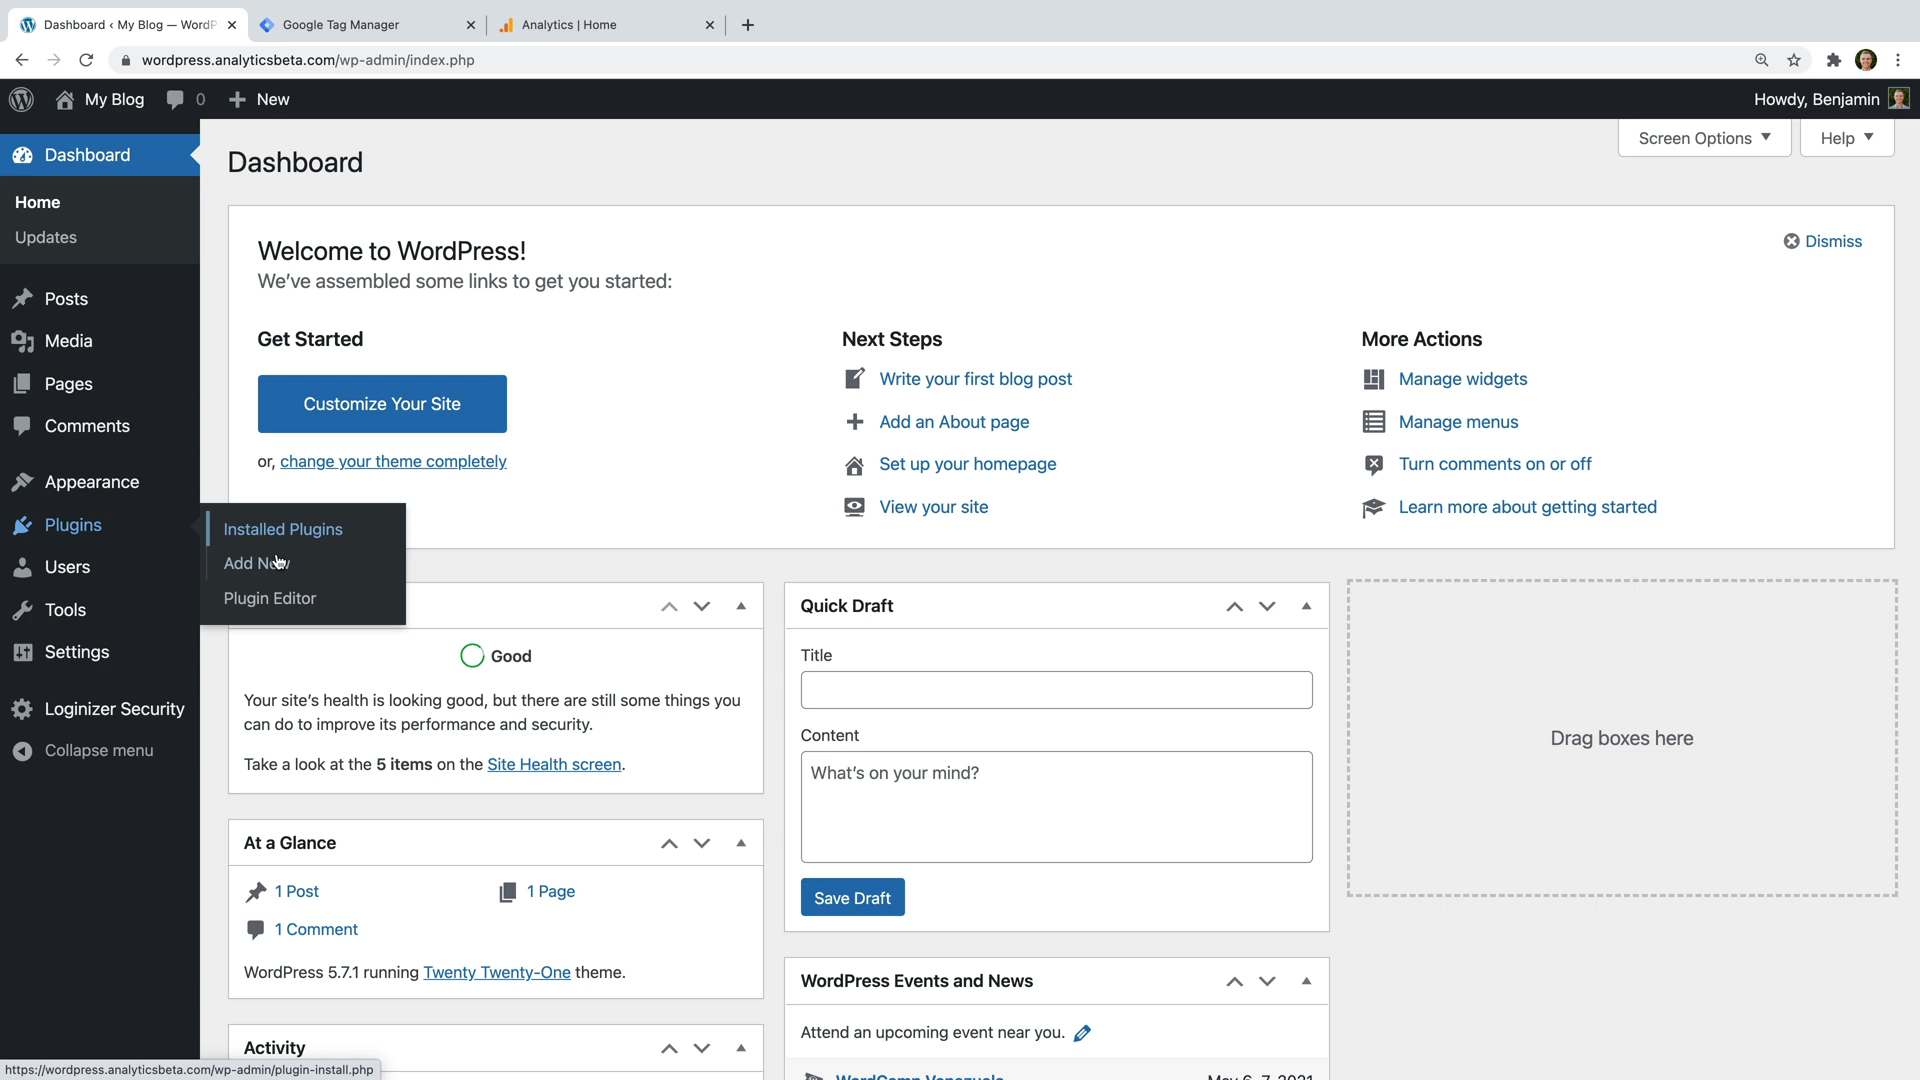 Dashboard ‹ My Blog — WordP
Google Tag Manager
Analytics | Home
wordpress.analyticsbeta.com/wp-admin/index.php
My Blog
0
New
Howdy, Benjamin
Screen Options
Help
Dashboard
Home
Updates
Posts
Media
Pages
Comments
Appearance
Plugins
Users
Tools
Settings
Loginizer Security
Collapse menu
Installed Plugins
Add New
Plugin Editor
Dashboard
Welcome to WordPress!
We've assembled some links to get you started:
Dismiss
Get Started
Customize Your Site
or, change your theme completely
Next Steps
Write your first blog post
Add an About page
Set up your homepage
View your site
More Actions
Manage widgets
Manage menus
Turn comments on or off
Learn more about getting started
Good
Your site's health is looking good, but there are still some things you
can do to improve its performance and security.
Take a look at the 5 items on the Site Health screen.
At a Glance
1 Post
1 Page
1 Comment
WordPress 5.7.1 running Twenty Twenty-One theme.
Activity
Quick Draft
Title
Content
What's on your mind?
Save Draft
WordPress Events and News
Attend an upcoming event near you.
WordCamp Venezuela
May 6–7, 2021
Drag boxes here
https://wordpress.analyticsbeta.com/wp-admin/plugin-install.php